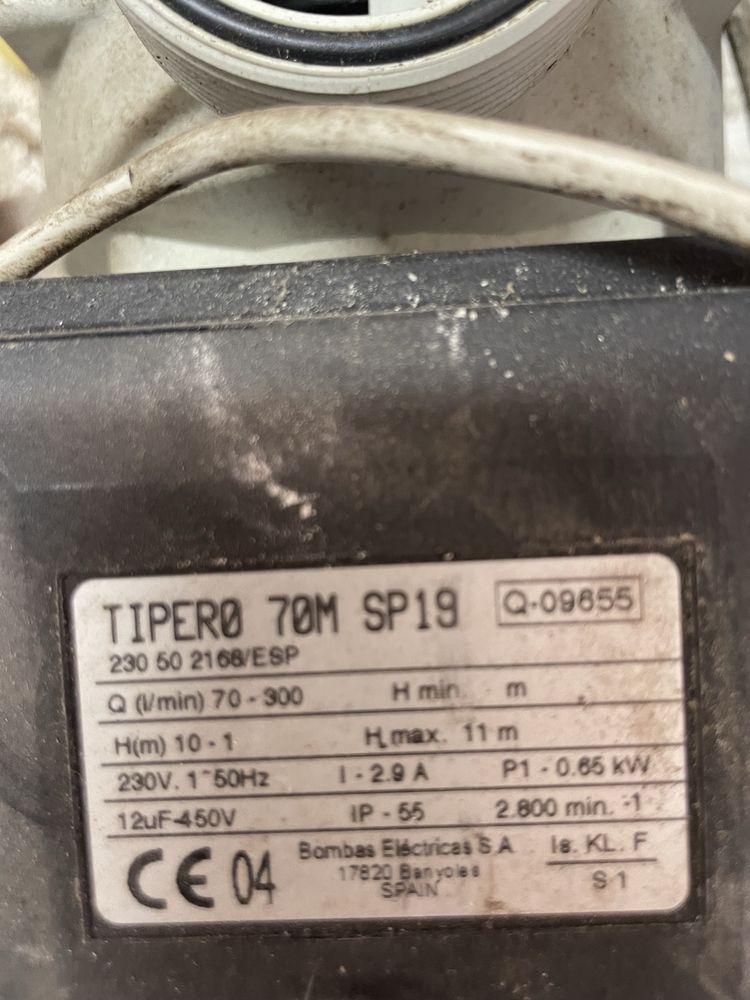 TIPER0 70M SP19 Q-09655
230 50 2168/ESP
Q (l/min) 70 - 300 H min. m
H(m) 10 - 1 H. max. 11 m
230V. 1~50Hz I - 2.9 A P1 - 0.65 kW
12uF-450V IP - 55 2.800 min. -1
CE 04 Bombas Eléctricas S.A Is. KL. F
17820 Banyoles S 1
SPAIN